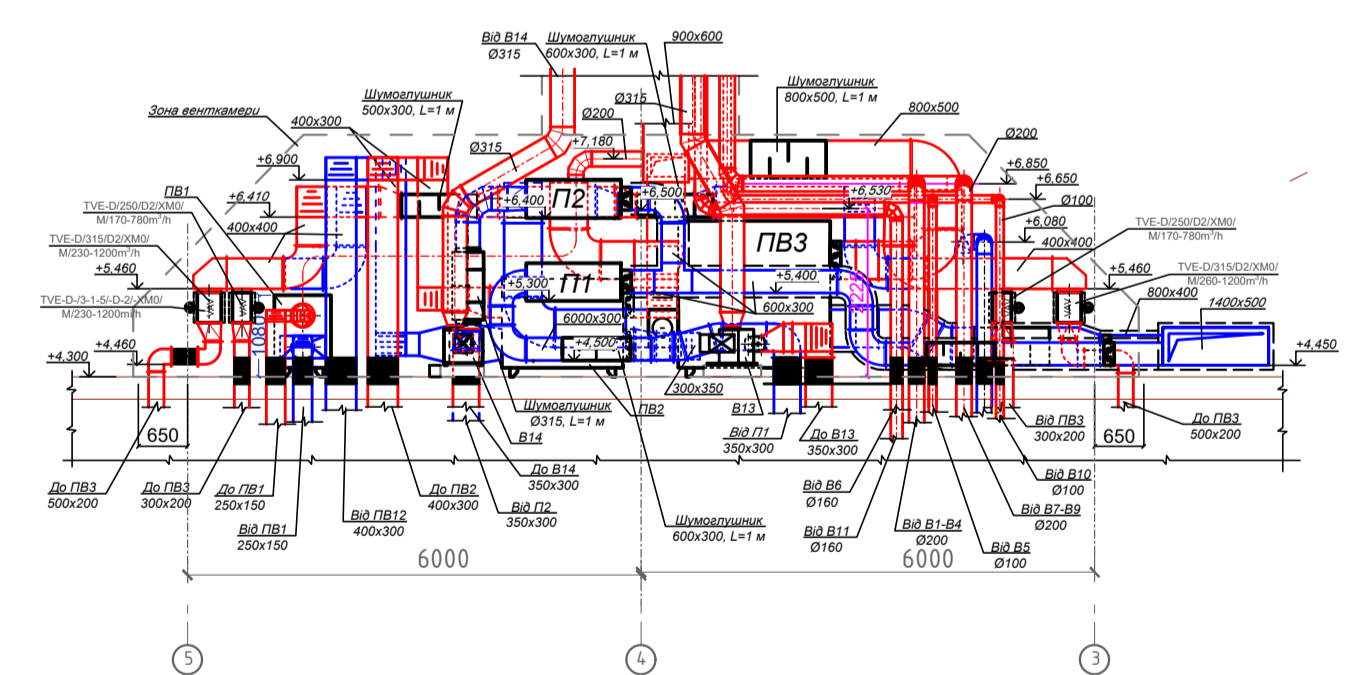 Від В14
Ø315
Шумоглушник
600х300, L=1 м
900х600
Шумоглушник
800х500, L=1 м
Шумоглушник
500х300, L=1 м
Зона венткамери
400х300
Ø315
Ø200
+7,180
Ø315
800х500
Ø200
+6,900
ПВ1
+6,410
TVE-D/250/D2/XM0/
M/170-780m³/h
400х400
TVE-D/315/D2/XM0/
M/230-1200m³/h
+5,460
M/230-1200m³/h
+4,460
+4,300
1080
+6,400
П2
+6,500
+6,530
+6,850
+6,650
Ø100
+6,080
400х400
TVE-D/250/D2/XM0/
M/170-780m³/h
ПВ3
П1
+5,300
+5,400
600х300
6000х300
+4,500
+5,460
TVE-D/315/D2/XM0/
M/260-1200m³/h
800х400
1400х500
+4,450
300х350
650
Шумоглушник
Ø315, L=1 м
ПВ2
В14
В13
650
До ПВ3
500х200
До ПВ3
300х200
До ПВ1
250х150
Від ПВ1
250х150
Від ПВ12
400х300
До ПВ2
400х300
До В14
350х300
Від П2
350х300
Шумоглушник
600х300, L=1 м
Від П1
350х300
До В13
350х300
Від В6
Ø160
Від В11
Ø160
Від В1-В4
Ø200
Від В5
Ø100
Від В7-В9
Ø200
Від В10
Ø100
Від ПВ3
300х200
До ПВ3
500х200
6000
6000
5
4
3